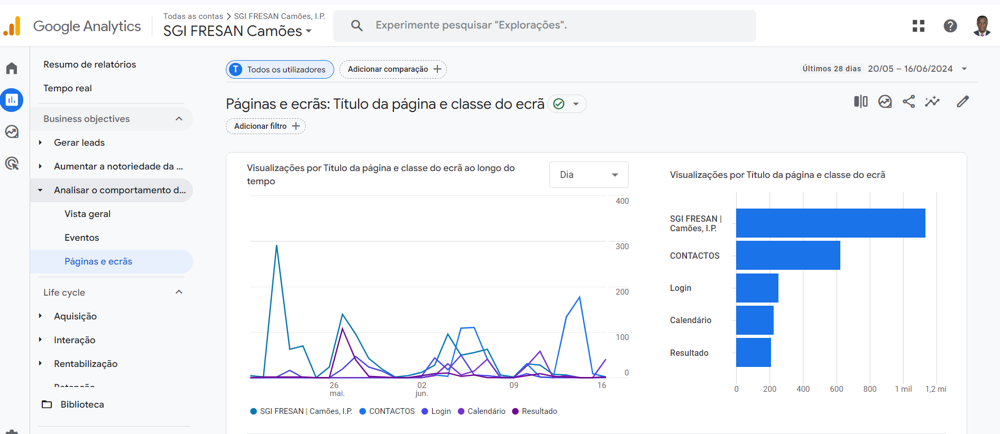 Google Analytics
Todas as contas > SGI FRESAN Camões, I.P.
SGI FRESAN Camões
Experimente pesquisar "Explorações".
Resumo de relatórios
Tempo real
Business objectives
Gerar leads
Aumentar a notoriedade da ...
Analisar o comportamento d...
Vista geral
Eventos
Páginas e ecrãs
Life cycle
Aquisição
Interação
Rentabilização
Biblioteca
T Todos os utilizadores
Adicionar comparação +
Últimos 28 dias 20/05 – 16/06/2024
Páginas e ecrãs: Título da página e classe do ecrã
Adicionar filtro +
Visualizações por Título da página e classe do ecrã ao longo do
tempo
Dia
400
300
200
100
0
26
mai.
02
jun.
09
16
SGI FRESAN | Camões, I.P. CONTACTOS Login Calendário Resultado
Visualizações por Título da página e classe do ecrã
SGI FRESAN |
Camões, I.P.
CONTACTOS
Login
Calendário
Resultado
0 200 400 600 800 1 mil 1,2 mi